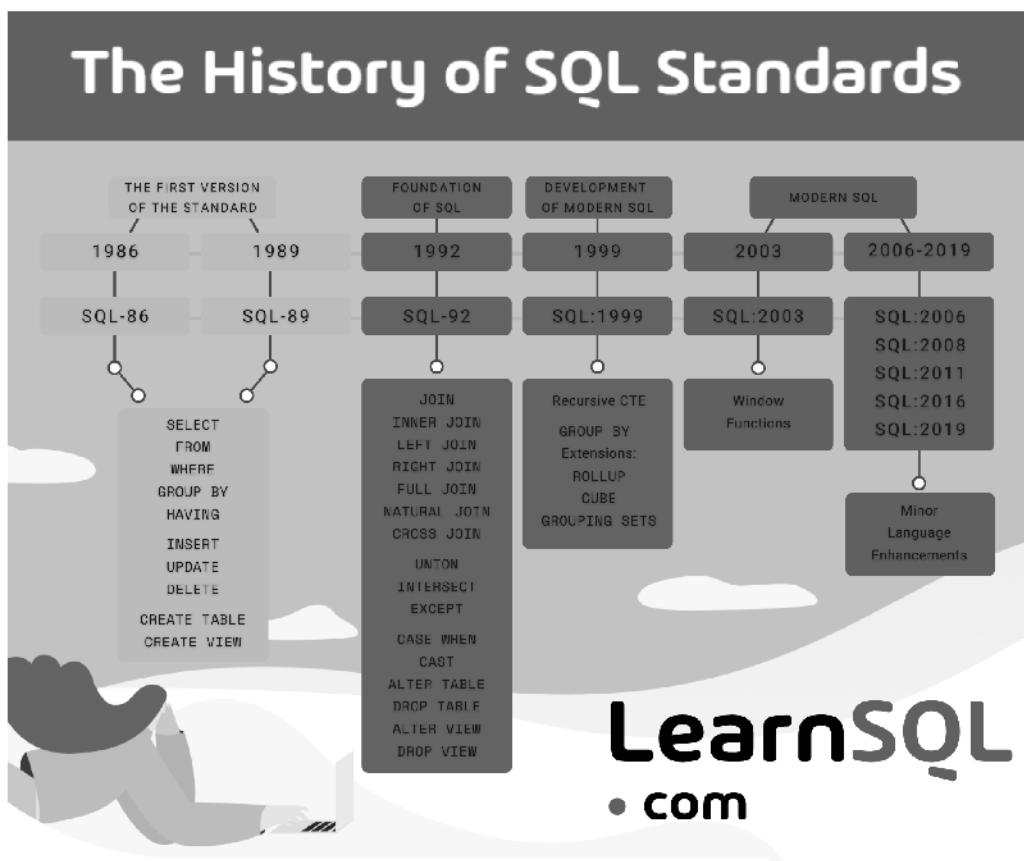 The History of SQL Standards
THE FIRST VERSION
OF THE STANDARD
1986
1989
SQL-86
SQL-89
SELECT
FROM
WHERE
GROUP BY
HAVING
INSERT
UPDATE
DELETE
CREATE TABLE
CREATE VIEW
FOUNDATION
OF SQL
1992
SQL-92
JOIN
INNER JOIN
LEFT JOIN
RIGHT JOIN
FULL JOIN
NATURAL JOIN
CROSS JOIN
UNION
INTERSECT
EXCEPT
CASE WHEN
CAST
ALTER TABLE
DROP TABLE
ALTER VIEW
DROP VIEW
DEVELOPMENT
OF MODERN SQL
1999
SQL:1999
Recursive CTE
GROUP BY
Extensions:
ROLLUP
CUBE
GROUPING SETS
MODERN SQL
2003
SQL:2003
Window
Functions
2006-2019
SQL:2006
SQL:2008
SQL:2011
SQL:2016
SQL:2019
Minor
Language
Enhancements
LearnSQL
• com